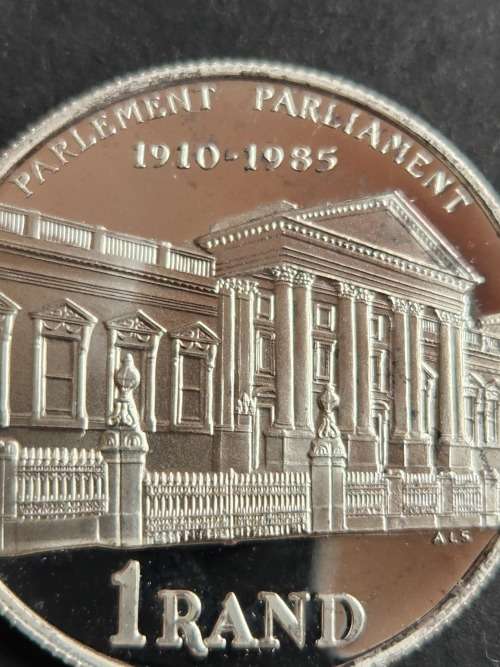 PARLEMENT PARLIAMENT
1910-1985
ALS
1 RAND